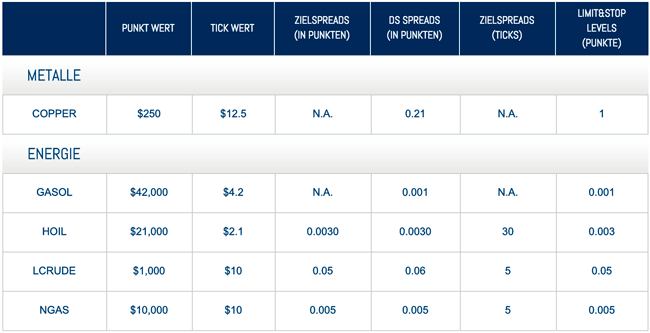 PUNKT WERT TICK WERT ZIELSPREADS (IN PUNKTEN) DS SPREADS (IN PUNKTEN) ZIELSPREADS (TICKS) LIMIT&STOP LEVELS (PUNKTE)
METALLE
COPPER $250 $12.5 N.A. 0.21 N.A. 1
ENERGIE
GASOL $42,000 $4.2 N.A. 0.001 N.A. 0.001
HOIL $21,000 $2.1 0.0030 0.0030 30 0.003
LCRUDE $1,000 $10 0.05 0.06 5 0.05
NGAS $10,000 $10 0.005 0.005 5 0.005